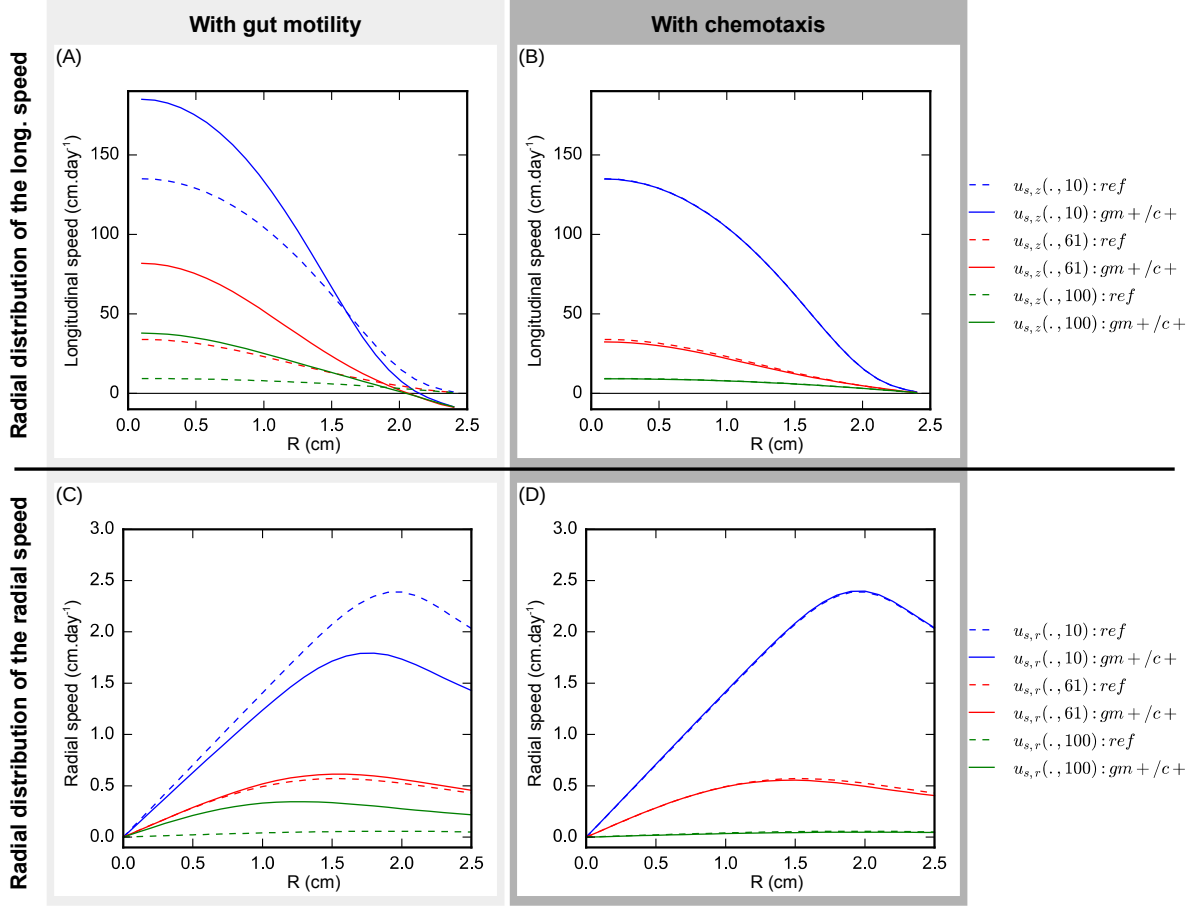 With gut motility
With chemotaxis
Radial distribution of the long. speed
(A)
Longitudinal speed (cm.day-1)
150
100
50
0
0.0 0.5 1.0 1.5 2.0 2.5
R (cm)
(B)
Longitudinal speed (cm.day-1)
150
100
50
0
0.0 0.5 1.0 1.5 2.0 2.5
R (cm)
u_{s,z}(.,10):ref
u_{s,z}(.,10):gm+/c+
u_{s,z}(.,61):ref
u_{s,z}(.,61):gm+/c+
u_{s,z}(.,100):ref
u_{s,z}(.,100):gm+/c+
Radial distribution of the radial speed
(C)
Radial speed (cm.day-1)
3.0
2.5
2.0
1.5
1.0
0.5
0.0
0.0 0.5 1.0 1.5 2.0 2.5
R (cm)
(D)
Radial speed (cm.day-1)
3.0
2.5
2.0
1.5
1.0
0.5
0.0
0.0 0.5 1.0 1.5 2.0 2.5
R (cm)
u_{s,r}(.,10):ref
u_{s,r}(.,10):gm+/c+
u_{s,r}(.,61):ref
u_{s,r}(.,61):gm+/c+
u_{s,r}(.,100):ref
u_{s,r}(.,100):gm+/c+